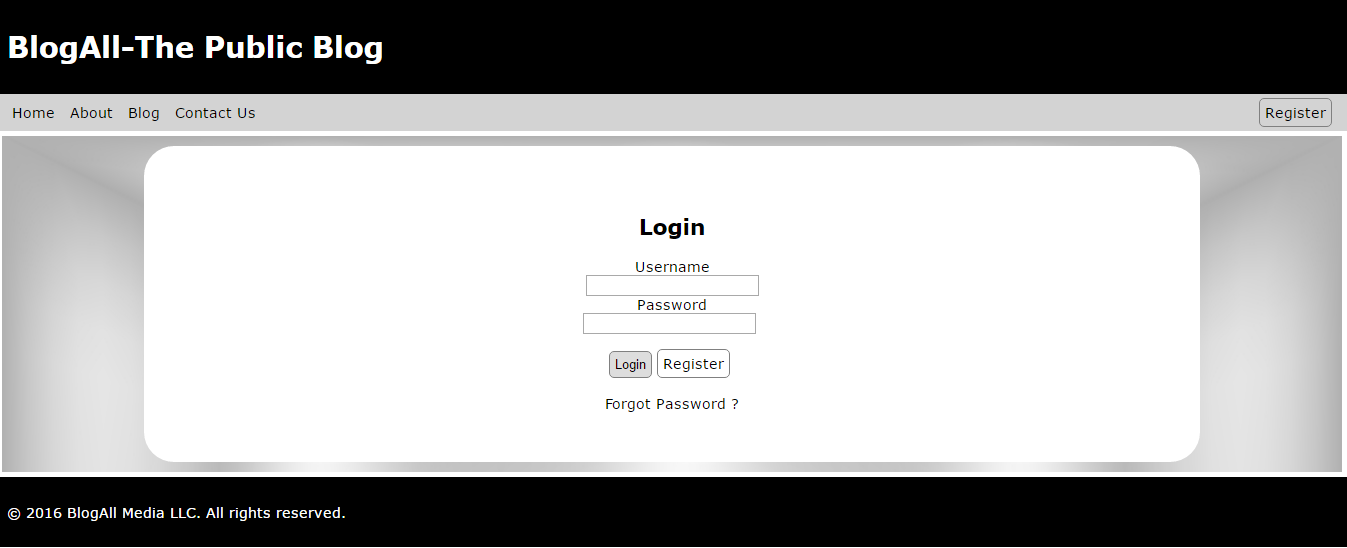 BlogAll–The Public Blog
Home About Blog Contact Us Register
Login
Username
Password
Login Register
Forgot Password ?
© 2016 BlogAll Media LLC. All rights reserved.